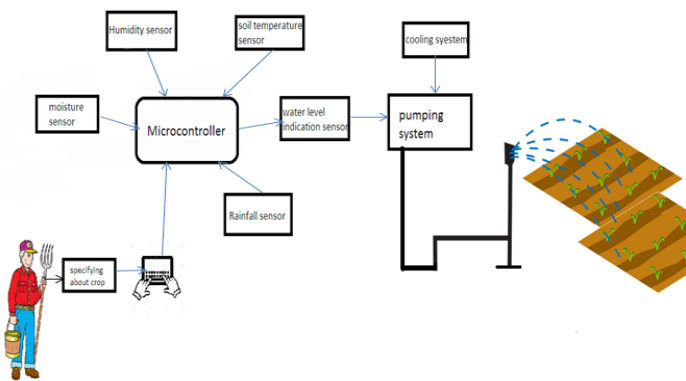 Humidity sensor
soil temperature
sensor
cooling syestem
moisture
sensor
Microcontroller
water level
indication sensor
pumping
system
Rainfall sensor
specifying
about crop